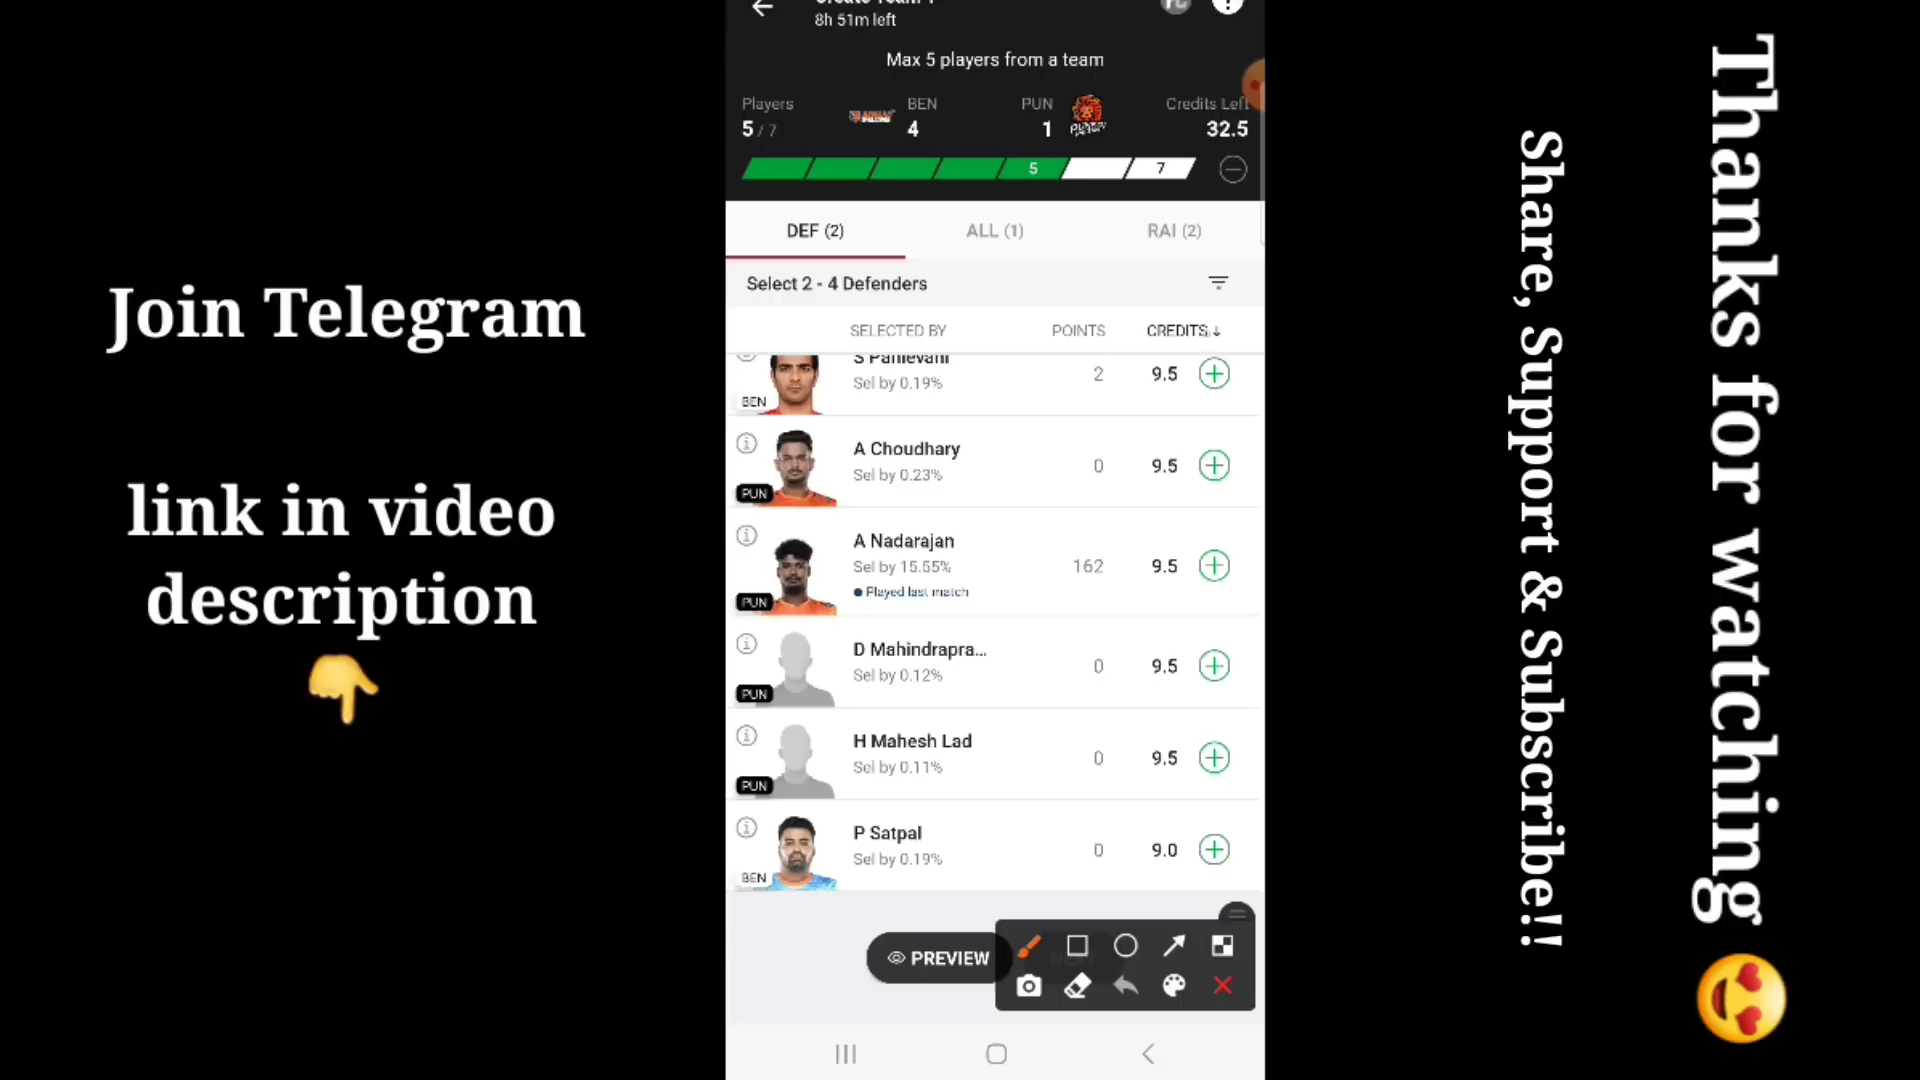 Join Telegram
link in video
description
8h 51m left
Max 5 players from a team
Players
5 / 7
BEN
4
PUN
1
Credits Left
32.5
5
7
DEF (2)
ALL (1)
RAI (2)
Select 2 - 4 Defenders
SELECTED BY
POINTS
CREDITS↓
Sel by 0.19%
2
9.5
BEN
A Choudhary
Sel by 0.23%
0
9.5
PUN
A Nadarajan
Sel by 15.55%
Played last match
162
9.5
PUN
D Mahindrapra...
Sel by 0.12%
0
9.5
PUN
H Mahesh Lad
Sel by 0.11%
0
9.5
PUN
P Satpal
Sel by 0.19%
0
9.0
BEN
PREVIEW
Thanks for watching
Share, Support & Subscribe!!